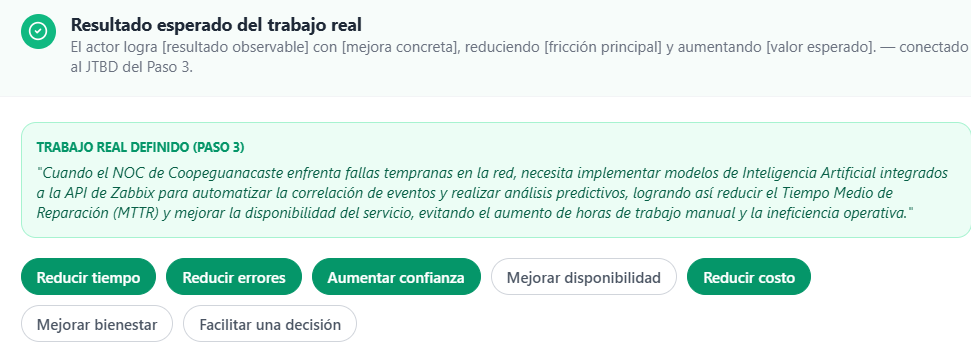 Resultado esperado del trabajo real
El actor logra [resultado observable] con [mejora concreta], reduciendo [fricción principal] y aumentando [valor esperado]. — conectado
al JTBD del Paso 3.
TRABAJO REAL DEFINIDO (PASO 3)
"Cuando el NOC de Coopeguanacaste enfrenta fallas tempranas en la red, necesita implementar modelos de Inteligencia Artificial integrados
a la API de Zabbix para automatizar la correlación de eventos y realizar análisis predictivos, logrando así reducir el Tiempo Medio de
Reparación (MTTR) y mejorar la disponibilidad del servicio, evitando el aumento de horas de trabajo manual y la ineficiencia operativa."
Reducir tiempo Reducir errores Aumentar confianza Mejorar disponibilidad Reducir costo
Mejorar bienestar Facilitar una decisión